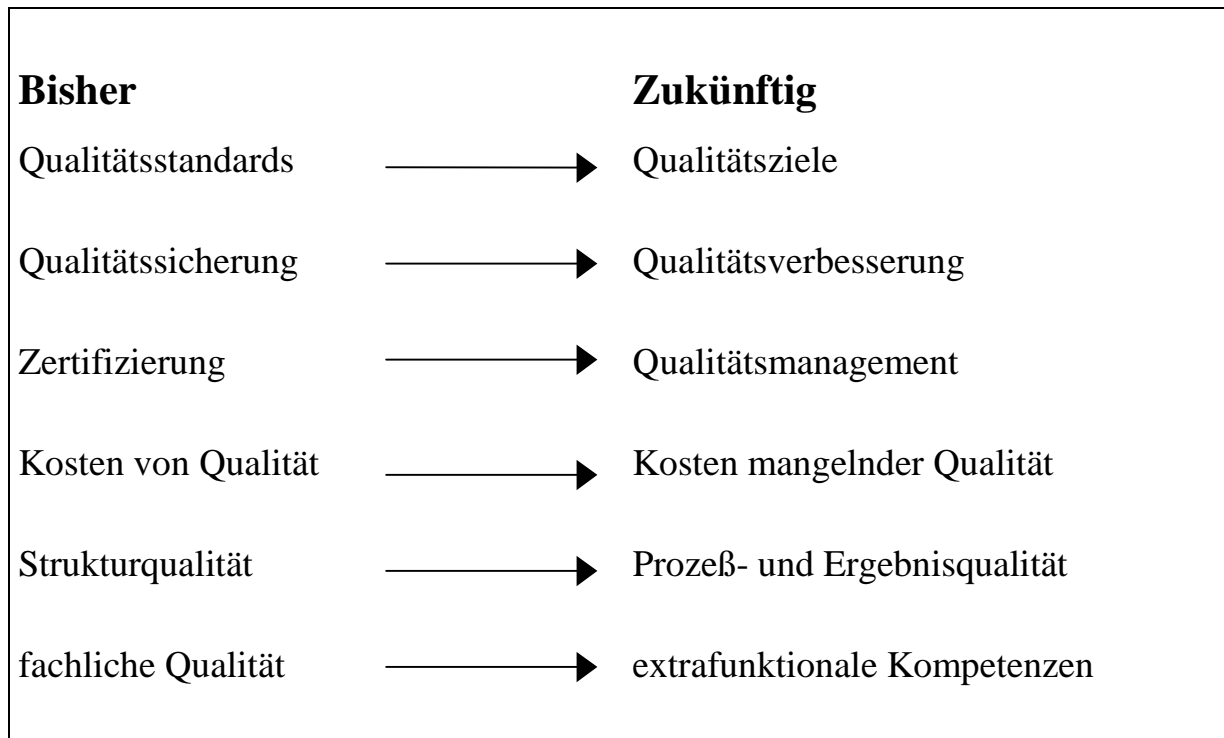 Bisher Zukünftig
Qualitätsstandards Qualitätsziele
Qualitätssicherung Qualitätsverbesserung
Zertifizierung Qualitätsmanagement
Kosten von Qualität Kosten mangelnder Qualität
Strukturqualität Prozeß- und Ergebnisqualität
fachliche Qualität extrafunktionale Kompetenzen